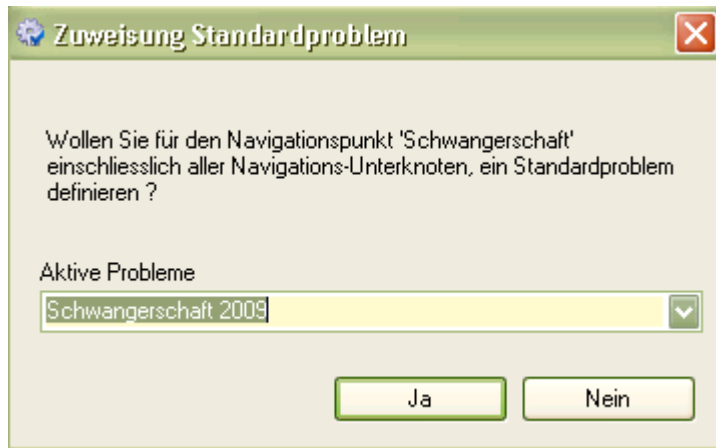 Zuweisung Standardproblem
Wollen Sie für den Navigationspunkt 'Schwangerschaft'
einschliesslich aller Navigations-Unterknoten, ein Standardproblem
definieren ?
Aktive Probleme
Schwangerschaft 2009
Ja
Nein